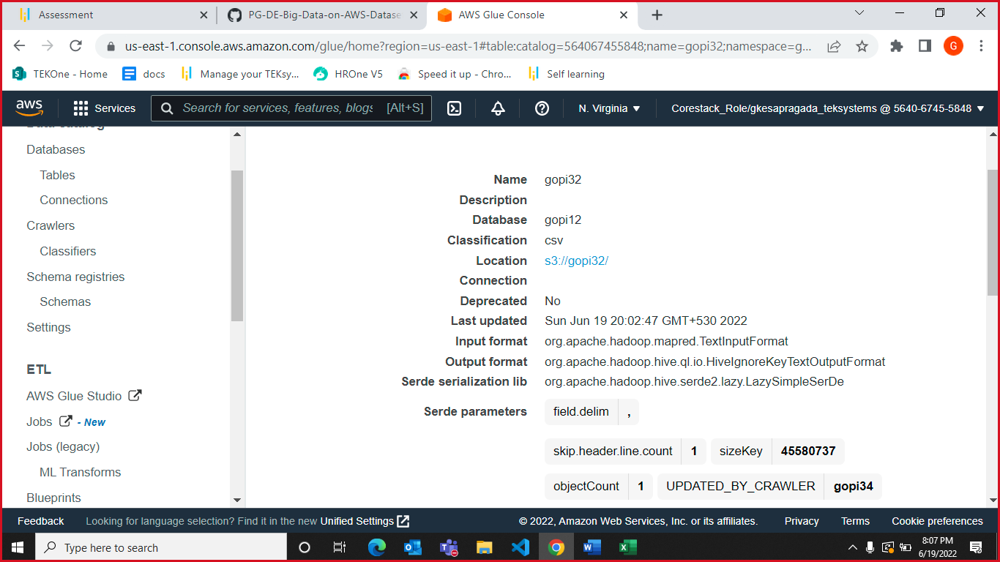 Assessment
PG-DE-Big-Data-on-AWS-Datase
AWS Glue Console
us-east-1.console.aws.amazon.com/glue/home?region=us-east-1#table:catalog=564067455848;name=gopi32;namespace=g...
G
TEKOne - Home
docs
Manage your TEKsy...
HROne V5
Speed it up - Chro...
Self learning
aws
Services
Search for services, features, blogs
[Alt+S]
N. Virginia
Corestack_Role/gkesapragada_teksystems @ 5640-6745-5848
Data catalog
Databases
Tables
Connections
Crawlers
Classifiers
Schema registries
Schemas
Settings
ETL
AWS Glue Studio
Jobs - New
Jobs (legacy)
ML Transforms
Blueprints
Name gopi32
Description
Database gopi12
Classification csv
Location s3://gopi32/
Connection
Deprecated No
Last updated Sun Jun 19 20:02:47 GMT+530 2022
Input format org.apache.hadoop.mapred.TextInputFormat
Output format org.apache.hadoop.hive.ql.io.HiveIgnoreKeyTextOutputFormat
Serde serialization lib org.apache.hadoop.hive.serde2.lazy.LazySimpleSerDe
Serde parameters field.delim ,
skip.header.line.count 1 sizeKey 45580737
objectCount 1 UPDATED_BY_CRAWLER gopi34
Feedback
Looking for language selection? Find it in the new Unified Settings
© 2022, Amazon Web Services, Inc. or its affiliates.
Privacy
Terms
Cookie preferences
Type here to search
8:07 PM
6/19/2022